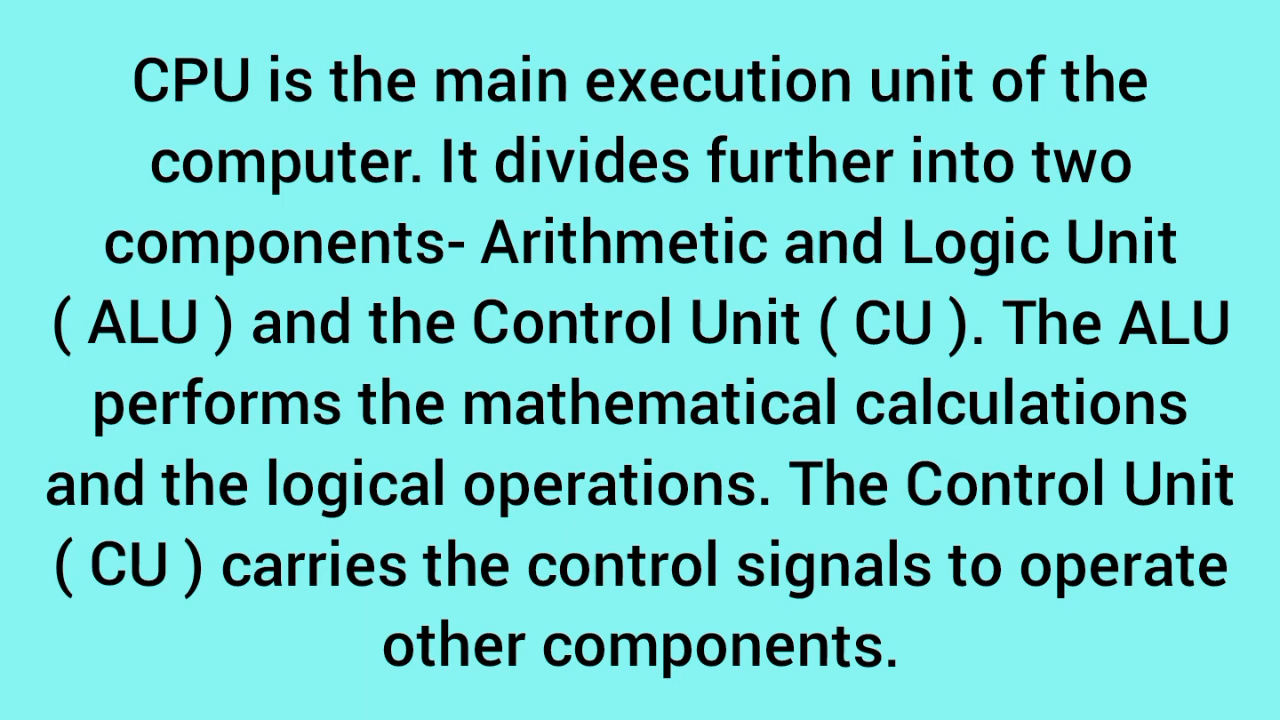 CPU is the main execution unit of the
computer. It divides further into two
components- Arithmetic and Logic Unit
( ALU ) and the Control Unit ( CU ). The ALU
performs the mathematical calculations
and the logical operations. The Control Unit
( CU ) carries the control signals to operate
other components.